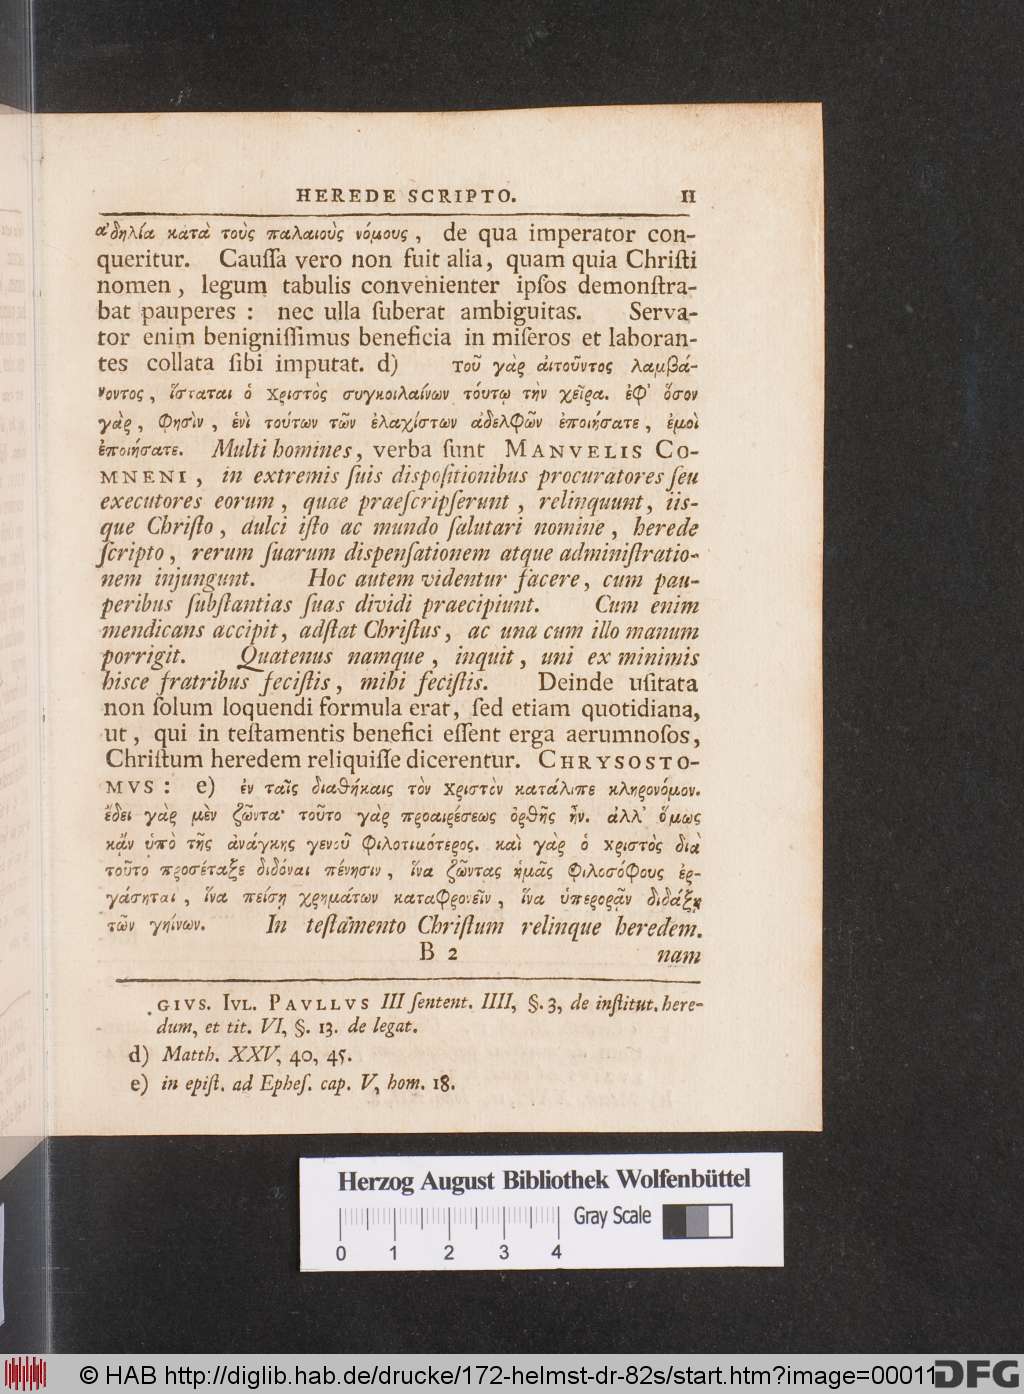 HEREDE SCRIPTO. 11
ἀδηλία κατὰ τοὺς παλαιοὺς νόμους, de qua imperator con-
queritur. Cauſſa vero non fuit alia, quam quia Chriſti
nomen, legum tabulis convenienter ipſos demonſtra-
bat pauperes : nec ulla ſuberat ambiguitas. Serva-
tor enim benigniſſimus beneficia in miſeros et laboran-
tes collata ſibi imputat. d) τοῦ γὰρ ἀιτοῦντος λαμβά-
νοντος, ἵσταται ὁ χριστὸς συγκοιλαίνων τούτῳ τὴν χεῖρα. ἐφ' ὅσον
γὰρ, φησὶν, ἑνὶ τούτων τῶν ἐλαχίστων ἀδελφῶν ἐποιήσατε, ἐμοὶ
ἐποιήσατε. Multi homines, verba ſunt MANVELIS CO-
MNENI, in extremis ſuis diſpoſitionibus procuratores ſeu
executores eorum, quae praeſcripſerunt, relinquunt, iis-
que Chriſto, dulci iſto ac mundo ſalutari nomine, herede
ſcripto, rerum ſuarum diſpenſationem atque adminiſtratio-
nem injungunt. Hoc autem videntur facere, cum pau-
peribus ſubſtantias ſuas dividi praecipiunt. Cum enim
mendicans accipit, adſtat Chriſtus, ac una cum illo manum
porrigit. Quatenus namque, inquit, uni ex minimis
hisce fratribus feciſtis, mihi feciſtis. Deinde uſitata
non ſolum loquendi formula erat, ſed etiam quotidiana,
ut, qui in teſtamentis benefici eſſent erga aerumnoſos,
Chriſtum heredem reliquiſſe dicerentur. CHRYSOSTO-
MVS : e) ἐν ταῖς διαθήκαις τὸν χριστὸν κατάλιπε κληρονόμον.
ἔδει γὰρ μὲν ζῶντα· τοῦτο γὰρ προαιρέσεως ὀρθῆς ἦν. ἀλλ' ὅμως
κἄν ὑπὸ τῆς ἀνάγκης γενοῦ φιλοτιμότερος. καὶ γὰρ ὁ χριστὸς διὰ
τοῦτο προσέταξε διδόναι πένησιν, ἵνα ζῶντας ἡμᾶς φιλοσόφους ἐρ-
γάσηται, ἵνα πείσῃ χρημάτων καταφρονεῖν, ἵνα ὑπερορᾶν διδάξῃ
τῶν γηίνων. In teſtamento Chriſtum relinque heredem.
B 2 nam
GIVS. IVL. PAVLLVS III ſentent. IIII, §. 3, de inſtitut. here-
dum, et tit. VI, §. 13. de legat.
d) Matth. XXV, 40, 45.
e) in epiſt. ad Epheſ. cap. V, hom. 18.
Herzog August Bibliothek Wolfenbüttel
Gray Scale
0 1 2 3 4
© HAB http://diglib.hab.de/drucke/172-helmst-dr-82s/start.htm?image=00011
DFG